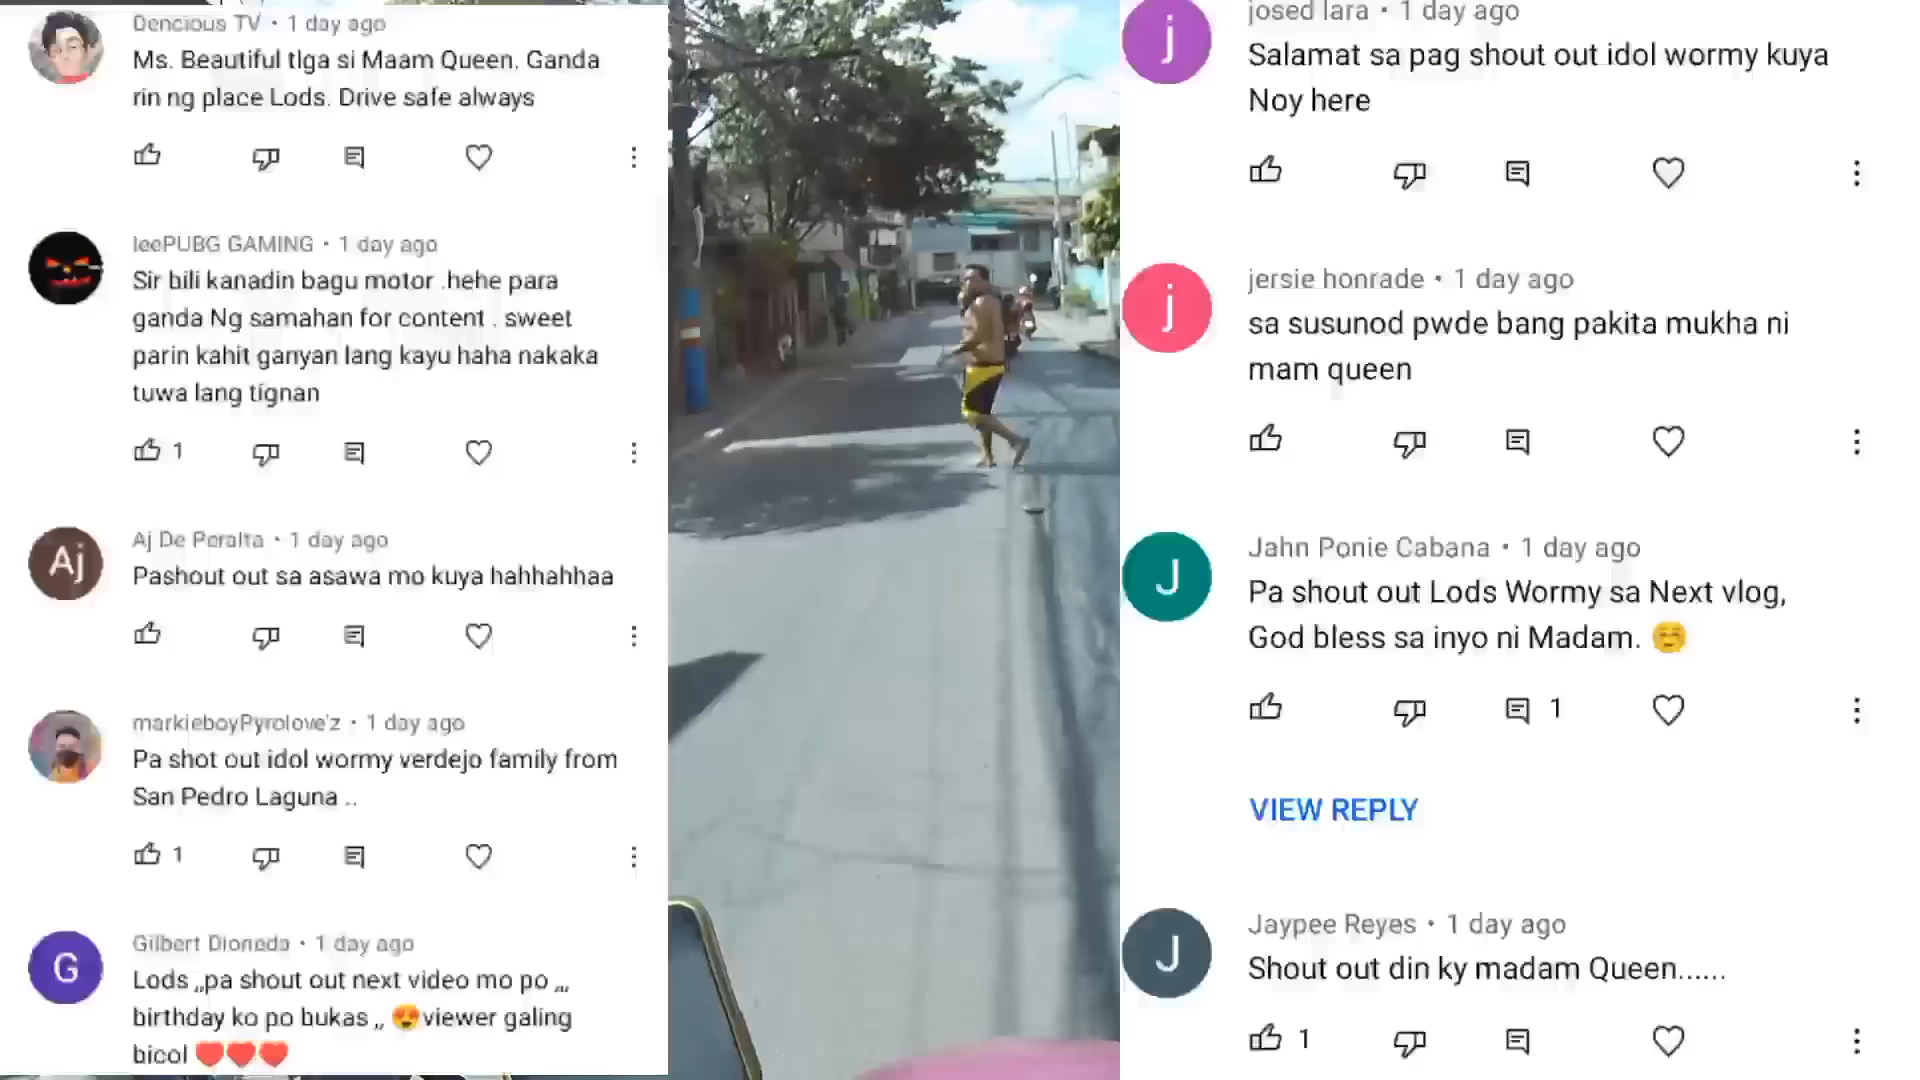 Dencious TV • 1 day ago
Ms. Beautiful tlga si Maam Queen. Ganda
rin ng place Lods. Drive safe always
leePUBG GAMING • 1 day ago
Sir bili kanadin bagu motor .hehe para
ganda Ng samahan for content . sweet
parin kahit ganyan lang kayu haha nakaka
tuwa lang tignan
1
Aj
Aj De Peralta • 1 day ago
Pashout out sa asawa mo kuya hahhahhaa
markieboyPyrolove'z • 1 day ago
Pa shot out idol wormy verdejo family from
San Pedro Laguna ..
1
G
Gilbert Dioneda • 1 day ago
Lods ,,pa shout out next video mo po ,,,
birthday ko po bukas ,, 😍viewer galing
bicol ❤️❤️❤️
j
josed lara • 1 day ago
Salamat sa pag shout out idol wormy kuya
Noy here
j
jersie honrade • 1 day ago
sa susunod pwde bang pakita mukha ni
mam queen
J
Jahn Ponie Cabana • 1 day ago
Pa shout out Lods Wormy sa Next vlog,
God bless sa inyo ni Madam. ☺️
1
VIEW REPLY
J
Jaypee Reyes • 1 day ago
Shout out din ky madam Queen......
1